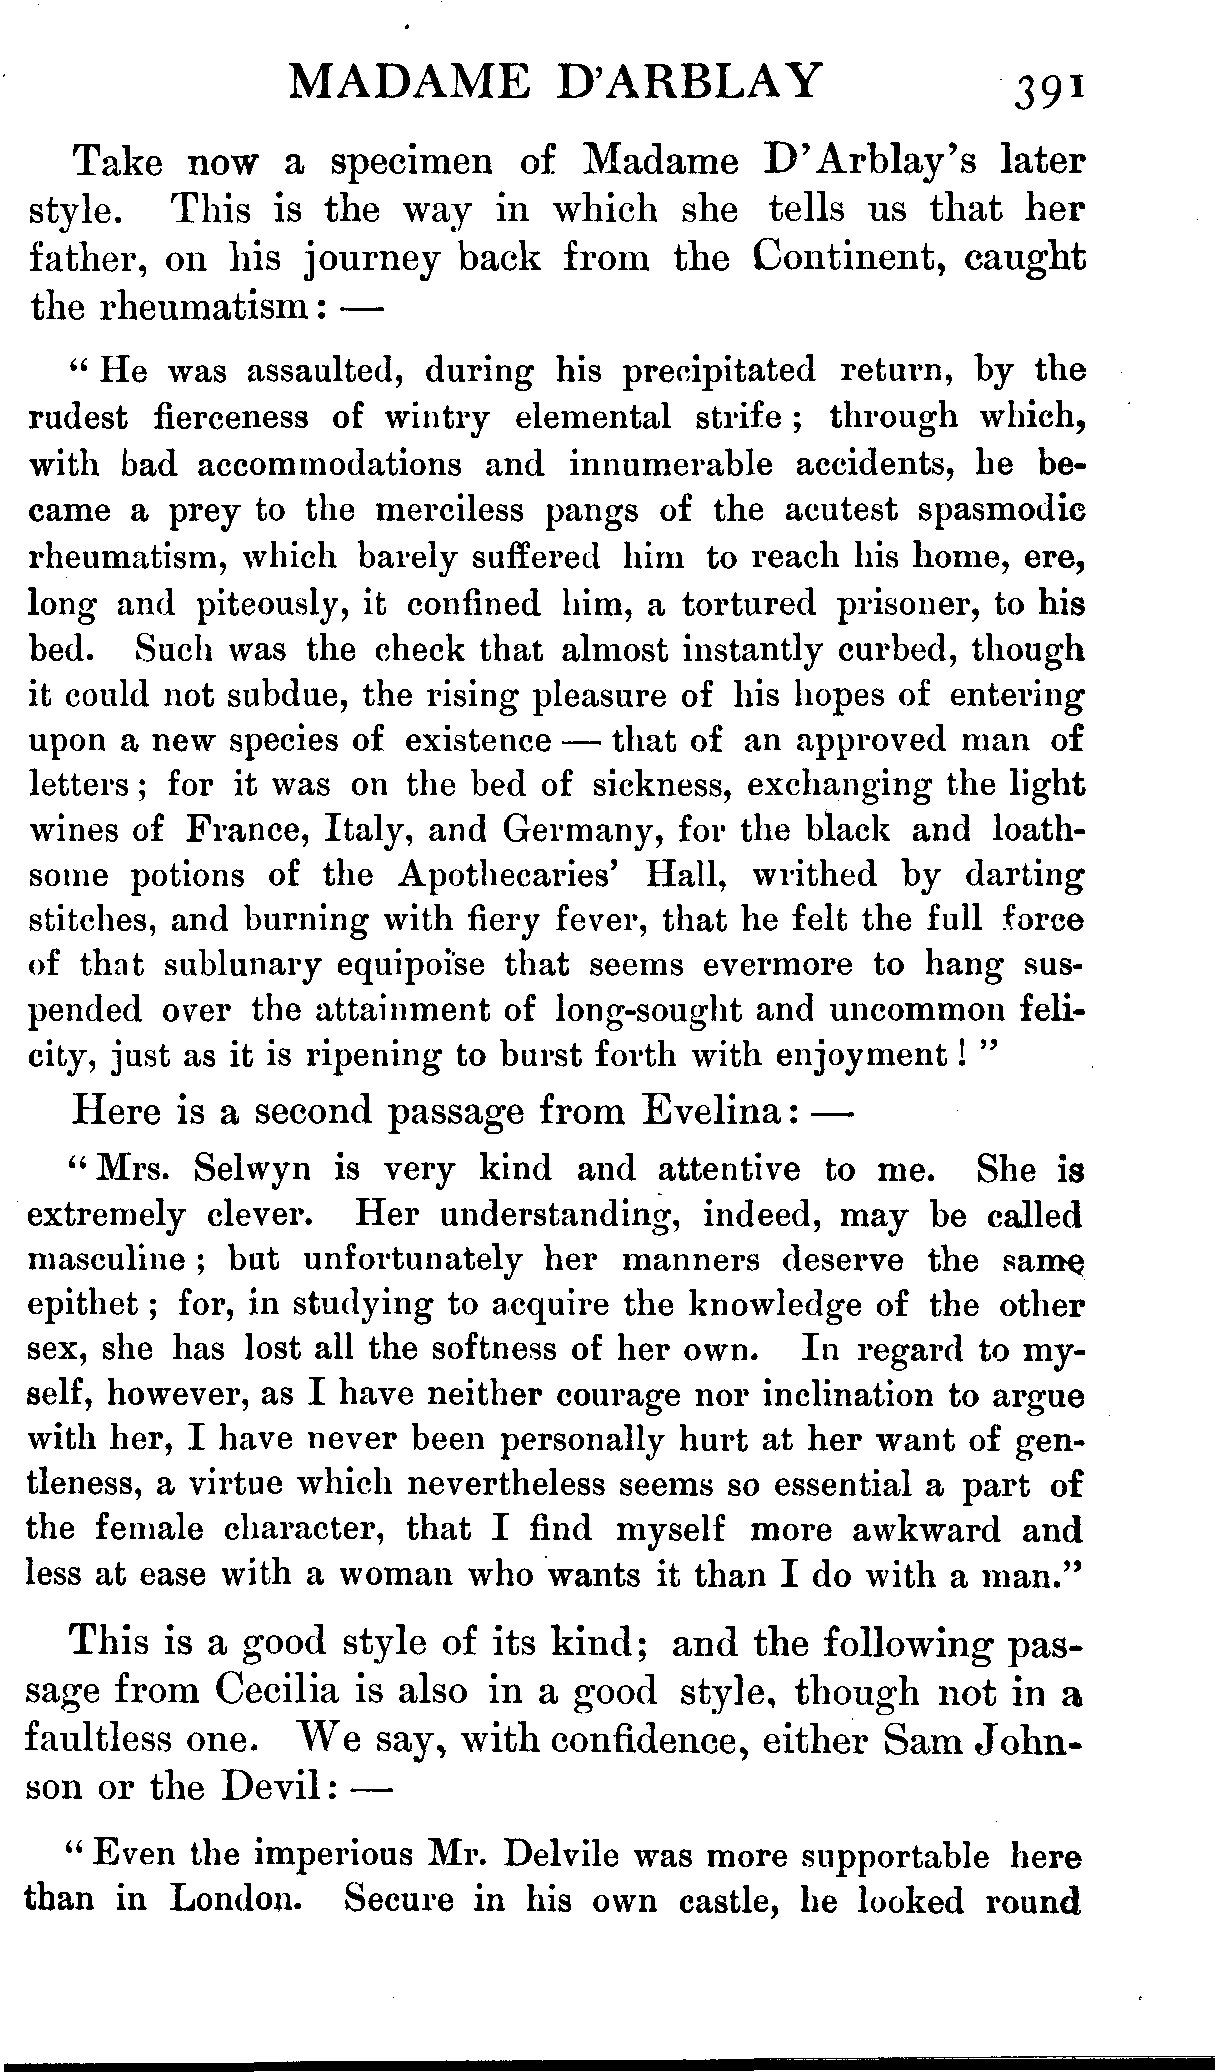 MADAME D'ARBLAY 391
Take now a specimen of Madame D'Arblay's later
style. This is the way in which she tells us that her
father, on his journey back from the Continent, caught
the rheumatism: —
“ He was assaulted, during his precipitated return, by the
rudest fierceness of wintry elemental strife ; through which,
with bad accommodations and innumerable accidents, he be-
came a prey to the merciless pangs of the acutest spasmodic
rheumatism, which barely suffered him to reach his home, ere,
long and piteously, it confined him, a tortured prisoner, to his
bed. Such was the check that almost instantly curbed, though
it could not subdue, the rising pleasure of his hopes of entering
upon a new species of existence — that of an approved man of
letters ; for it was on the bed of sickness, exchanging the light
wines of France, Italy, and Germany, for the black and loath-
some potions of the Apothecaries' Hall, writhed by darting
stitches, and burning with fiery fever, that he felt the full force
of that sublunary equipoise that seems evermore to hang sus-
pended over the attainment of long-sought and uncommon feli-
city, just as it is ripening to burst forth with enjoyment ! ”
Here is a second passage from Evelina: —
“ Mrs. Selwyn is very kind and attentive to me. She is
extremely clever. Her understanding, indeed, may be called
masculine ; but unfortunately her manners deserve the same
epithet ; for, in studying to acquire the knowledge of the other
sex, she has lost all the softness of her own. In regard to my-
self, however, as I have neither courage nor inclination to argue
with her, I have never been personally hurt at her want of gen-
tleness, a virtue which nevertheless seems so essential a part of
the female character, that I find myself more awkward and
less at ease with a woman who wants it than I do with a man.”
This is a good style of its kind; and the following pas-
sage from Cecilia is also in a good style, though not in a
faultless one. We say, with confidence, either Sam John-
son or the Devil: —
“ Even the imperious Mr. Delvile was more supportable here
than in London. Secure in his own castle, he looked round